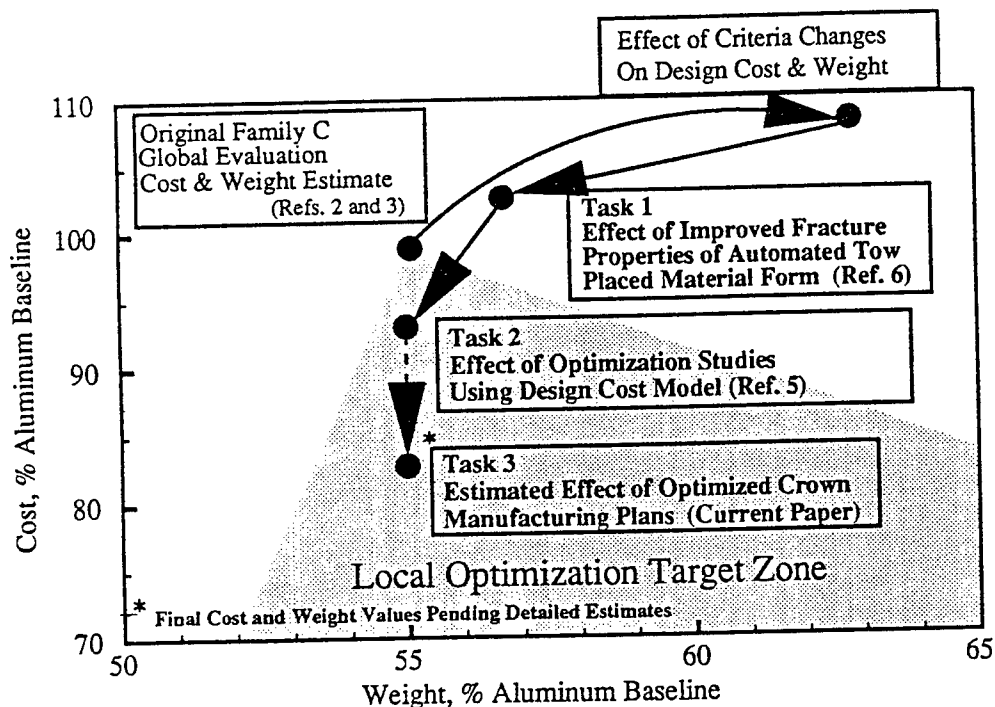 Effect of Criteria Changes
On Design Cost & Weight
110
Original Family C
Global Evaluation
Cost & Weight Estimate
(Refs. 2 and 3)
Task 1
Effect of Improved Fracture
Properties of Automated Tow
Placed Material Form (Ref. 6)
100
Task 2
Effect of Optimization Studies
Using Design Cost Model (Ref. 5)
90
*
Task 3
Estimated Effect of Optimized Crown
Manufacturing Plans (Current Paper)
80
Local Optimization Target Zone
* Final Cost and Weight Values Pending Detailed Estimates
70
50
55
60
65
Weight, % Aluminum Baseline
Cost, % Aluminum Baseline